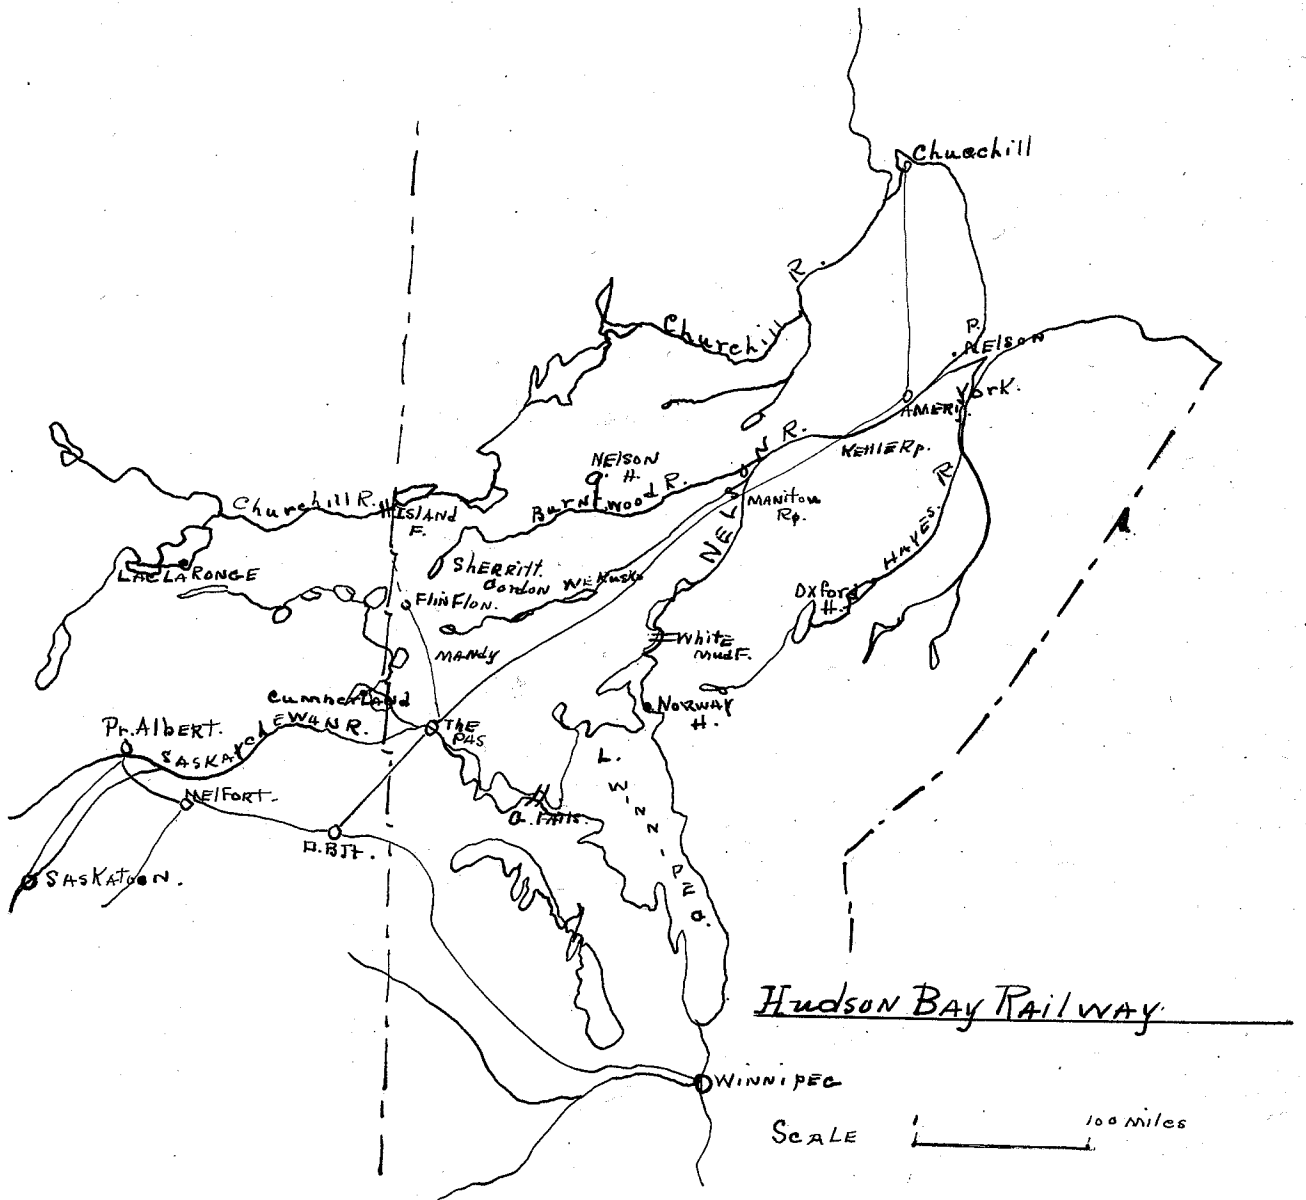 Churchill
R.
Churchill
P.
NELSON
York.
AMERY
KEttLE Rp.
NELSON R.
NELSON
H.
Churchill R.
ISLAND
F.
BurNtwood R.
MANITOU
Rp.
HAYES. R
LAC LA RONGE
SHERRITT.
GORDON
WEKUSKO
FLIN FLON.
OXFORD
H.
MANDY
White
Mud F.
CUMBERLAND
NORWAY
H.
Pr. Albert.
SASKATCHEWAN R.
The
PAS
L. WINNIPEG.
MElFORT.
G. FAlls.
H.B Jt.
SASKATOON.
HUDSON BAY RAILWAY.
WINNIPEG
SCALE
100 Miles